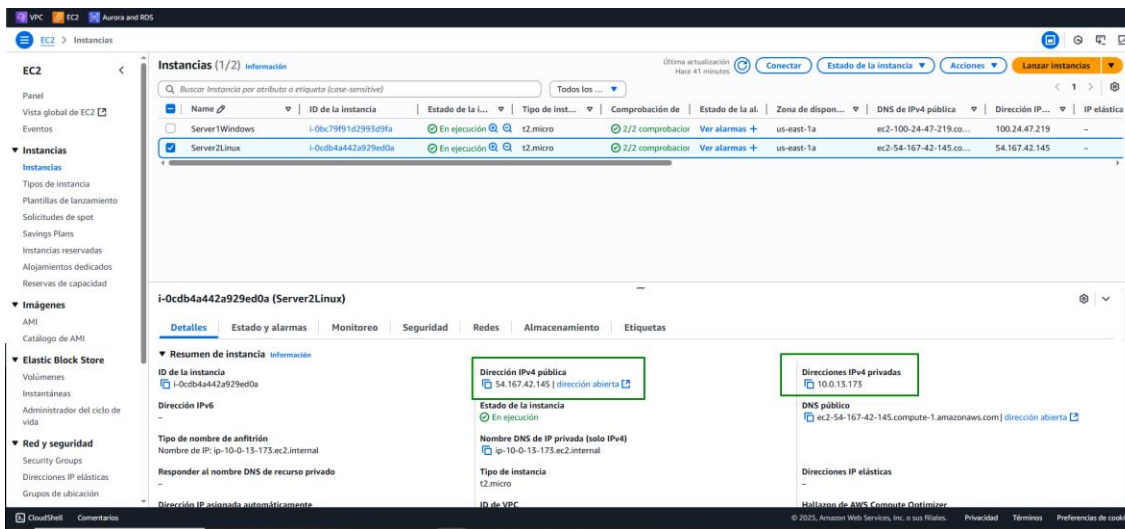 VPC EC2 Aurora and RDS
EC2 > Instancias
EC2
Panel
Vista global de EC2
Eventos
Instancias
Instancias
Tipos de instancia
Plantillas de lanzamiento
Solicitudes de spot
Savings Plans
Instancias reservadas
Alojamientos dedicados
Reservas de capacidad
Imágenes
AMI
Catálogo de AMI
Elastic Block Store
Volúmenes
Instantáneas
Administrador del ciclo de
vida
Red y seguridad
Security Groups
Direcciones IP elásticas
Grupos de ubicación
Instancias (1/2) Información
Última actualización
Hace 41 minutes
Conectar Estado de la instancia Acciones Lanzar instancias
Buscar Instancia por atributo o etiqueta (case-sensitive) Todos los ... 1
Name ID de la instancia Estado de la i... Tipo de inst... Comprobación de Estado de la al: Zona de dispon... DNS de IPv4 pública Dirección IP... IP elástica
Server1Windows i-0bc79f91d2993d9fa En ejecución t2.micro 2/2 comprobacior Ver alarmas + us-east-1a ec2-100-24-47-219.co... 100.24.47.219 –
Server2Linux i-0cdb4a442a929ed0a En ejecución t2.micro 2/2 comprobacior Ver alarmas + us-east-1a ec2-54-167-42-145.co... 54.167.42.145 –
i-0cdb4a442a929ed0a (Server2Linux)
Detalles Estado y alarmas Monitoreo Seguridad Redes Almacenamiento Etiquetas
Resumen de instancia Información
ID de la instancia Dirección IPv4 pública Direcciones IPv4 privadas
i-0cdb4a442a929ed0a 54.167.42.145 | dirección abierta 10.0.13.173
Dirección IPv6 Estado de la instancia DNS público
– En ejecución ec2-54-167-42-145.compute-1.amazonaws.com | dirección abierta
Tipo de nombre de anfitrión Nombre DNS de IP privada (solo IPv4)
Nombre de IP: ip-10-0-13-173.ec2.internal ip-10-0-13-173.ec2.internal
Responder al nombre DNS de recurso privado Tipo de instancia Direcciones IP elásticas
– t2.micro –
Dirección IP asignada automáticamente ID de VPC Hallazgo de AWS Compute Optimizer
CloudShell Comentarios © 2025, Amazon Web Services, Inc. o sus filiales. Privacidad Términos Preferencias de cooki